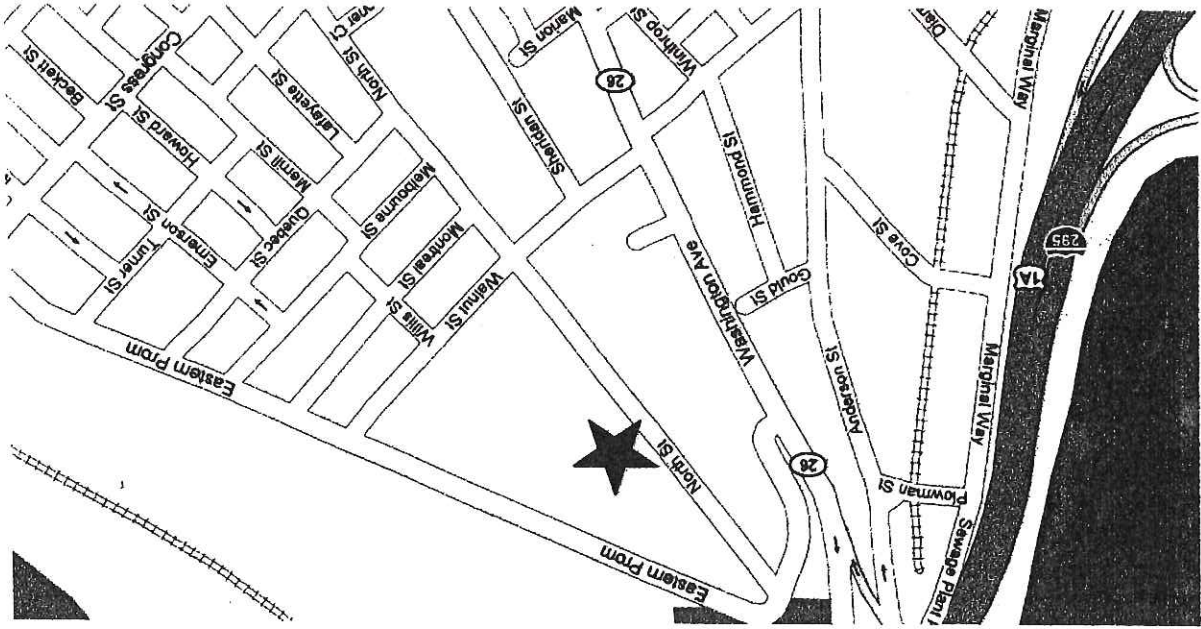 Sewage Plant
Eastern Prom
Plowman St
26
North St
Marginal Way
Anderson St
Eastern Prom
Washington Ave
Walnut St
Willis St
Gould St
1A
295
Montreal St
Turner St
Cove St
Quebec St
Emerson St
Melbourne St
Hammond St
Merrill St
Sheridan St
Howard St
Lafayette St
Congress St
26
Beckett St
North St
Winthrop St
Marion St
Marginal Way